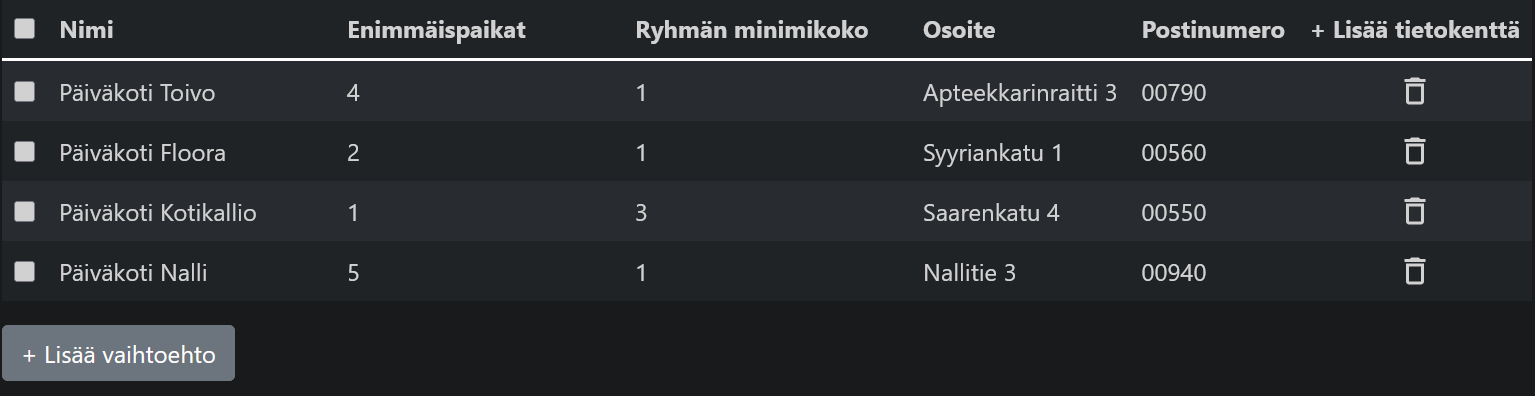 Nimi Enimmäispaikat Ryhmän minimikoko Osoite Postinumero + Lisää tietokenttä
Päiväkoti Toivo 4 1 Apteekkarinraitti 3 00790
Päiväkoti Floora 2 1 Syyriankatu 1 00560
Päiväkoti Kotikallio 1 3 Saarenkatu 4 00550
Päiväkoti Nalli 5 1 Nallitie 3 00940
+ Lisää vaihtoehto